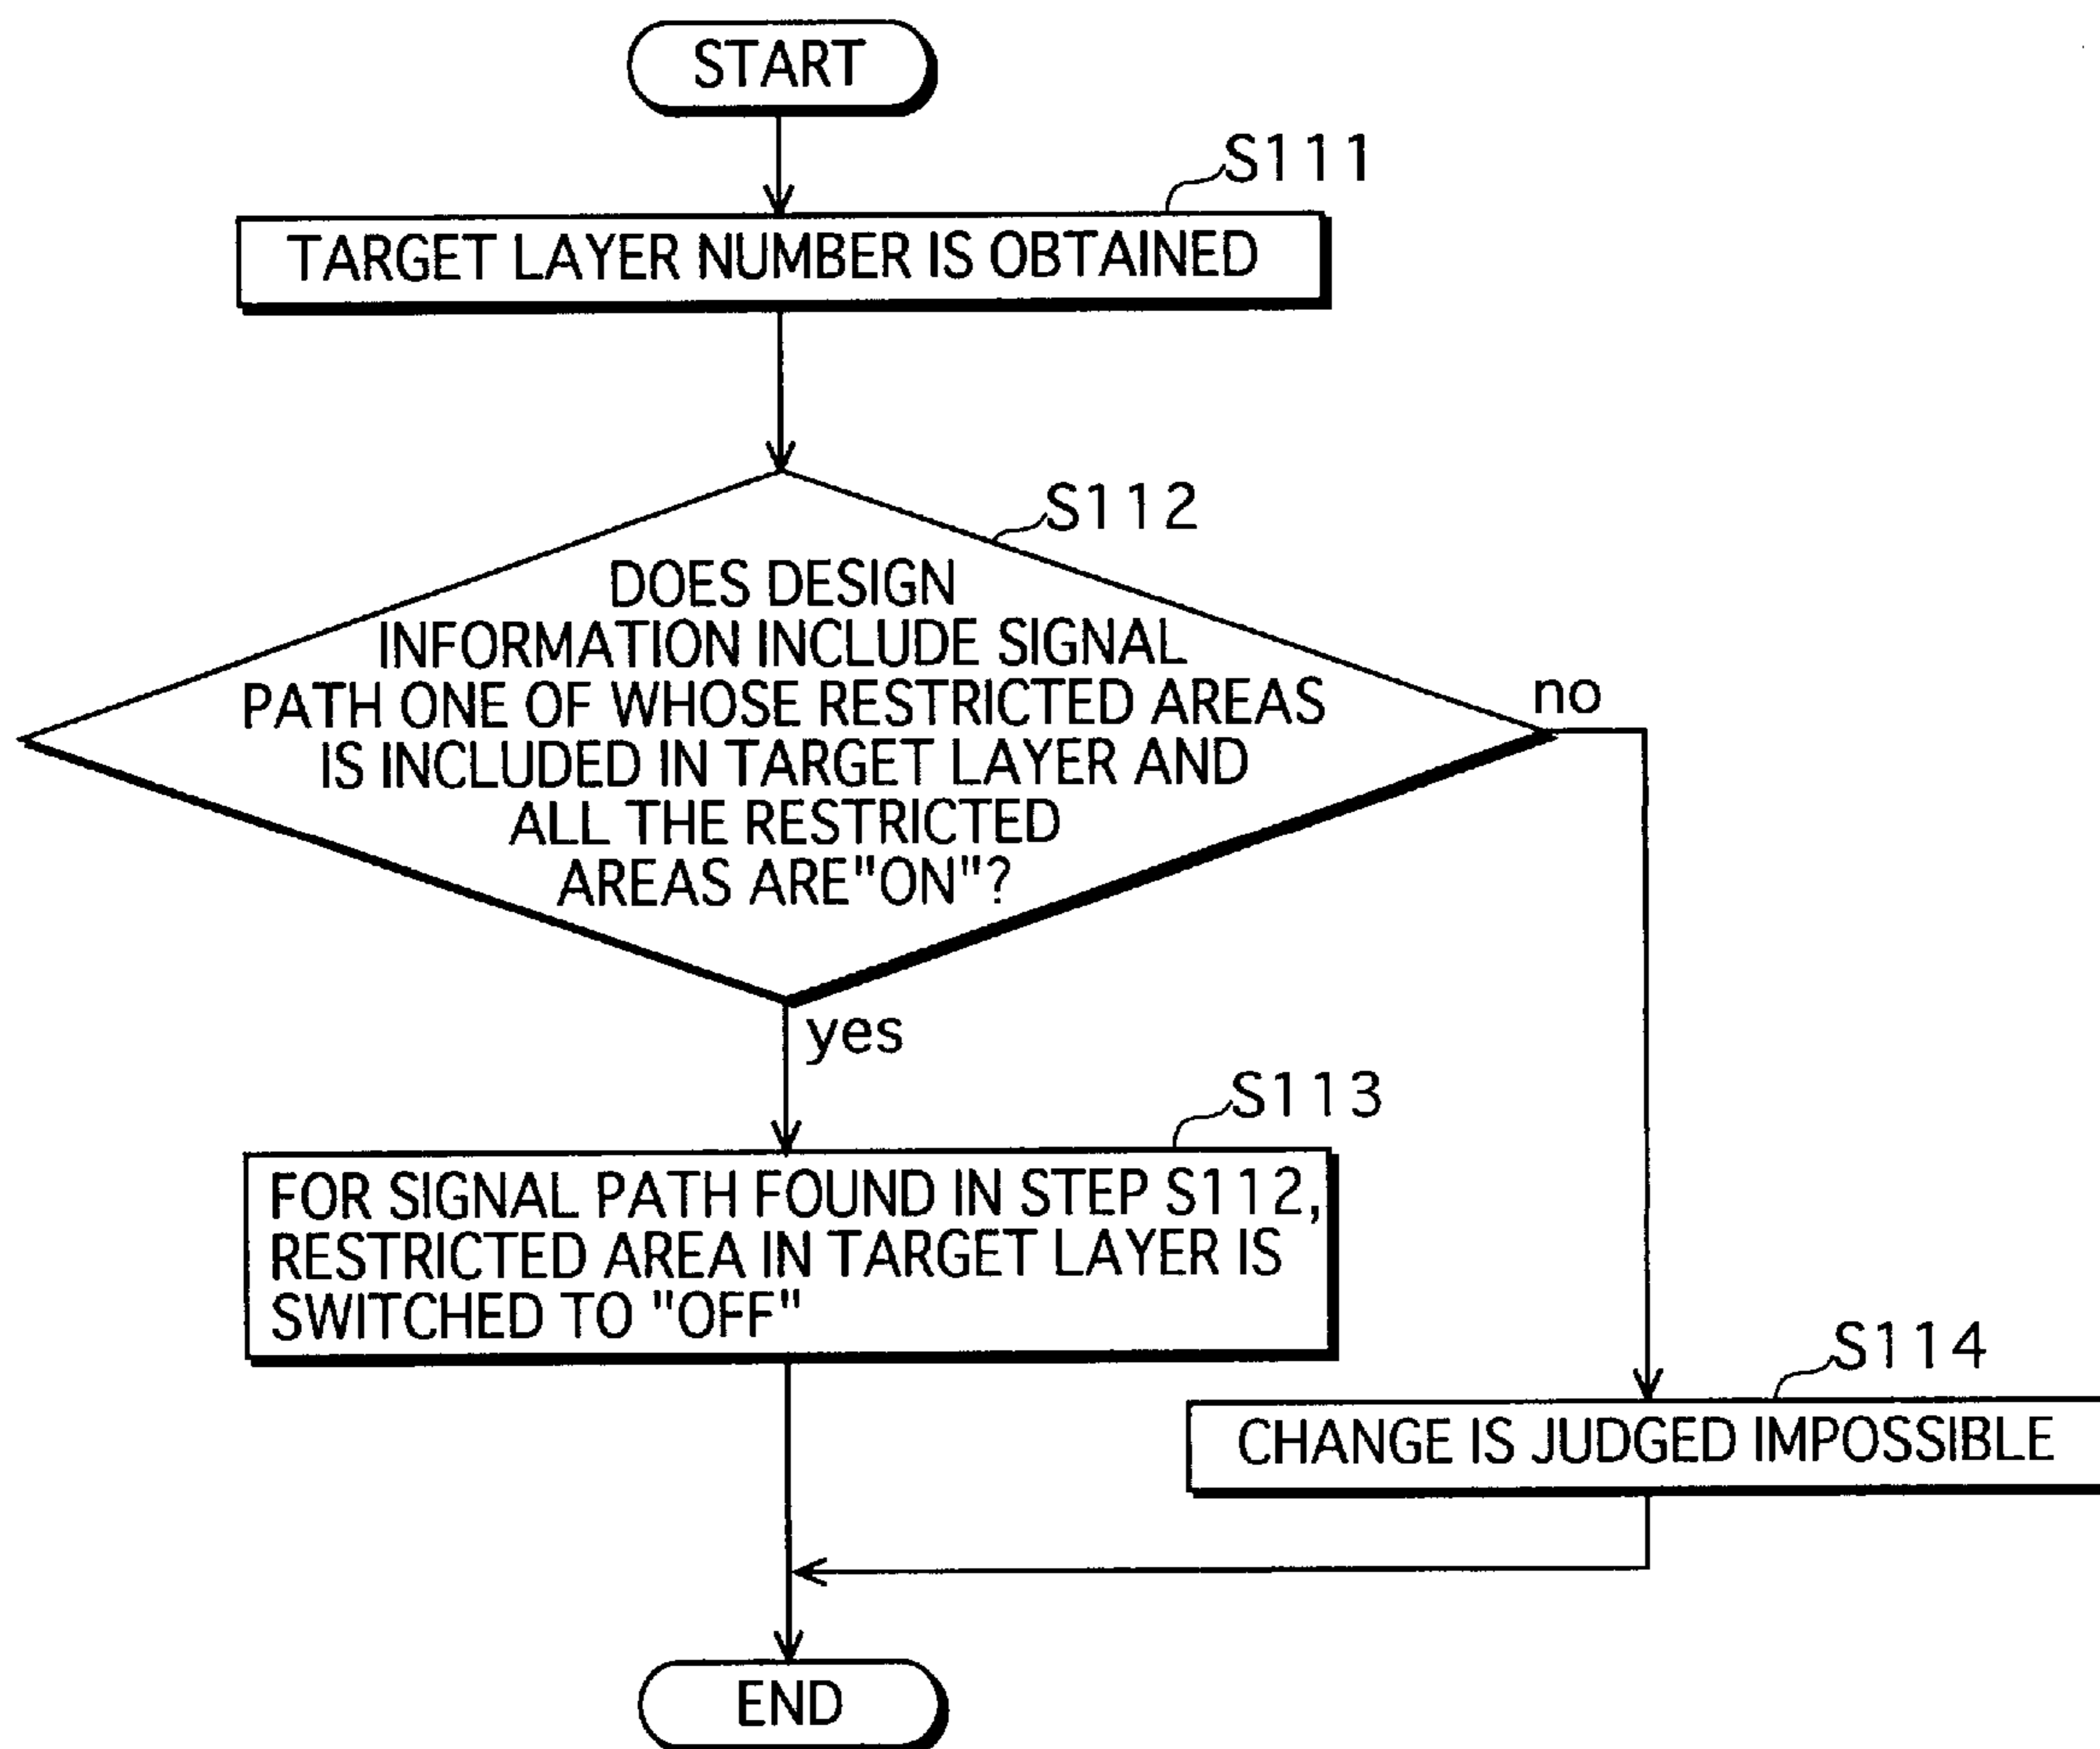 START
S111
TARGET LAYER NUMBER IS OBTAINED
S112
DOES DESIGN
INFORMATION INCLUDE SIGNAL
PATH ONE OF WHOSE RESTRICTED AREAS
IS INCLUDED IN TARGET LAYER AND
ALL THE RESTRICTED
AREAS ARE"ON"?
no
yes
S113
FOR SIGNAL PATH FOUND IN STEP S112,
RESTRICTED AREA IN TARGET LAYER IS
SWITCHED TO "OFF"
S114
CHANGE IS JUDGED IMPOSSIBLE
END